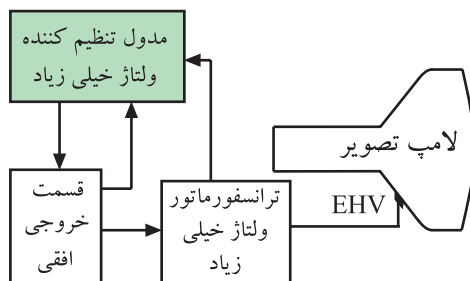 مدول تنظیم کننده
ولتاژ خیلی زیاد
لامپ تصویر
قسمت
خروجی
افقی
ترانسفورماتور
ولتاژ خیلی
زیاد
EHV